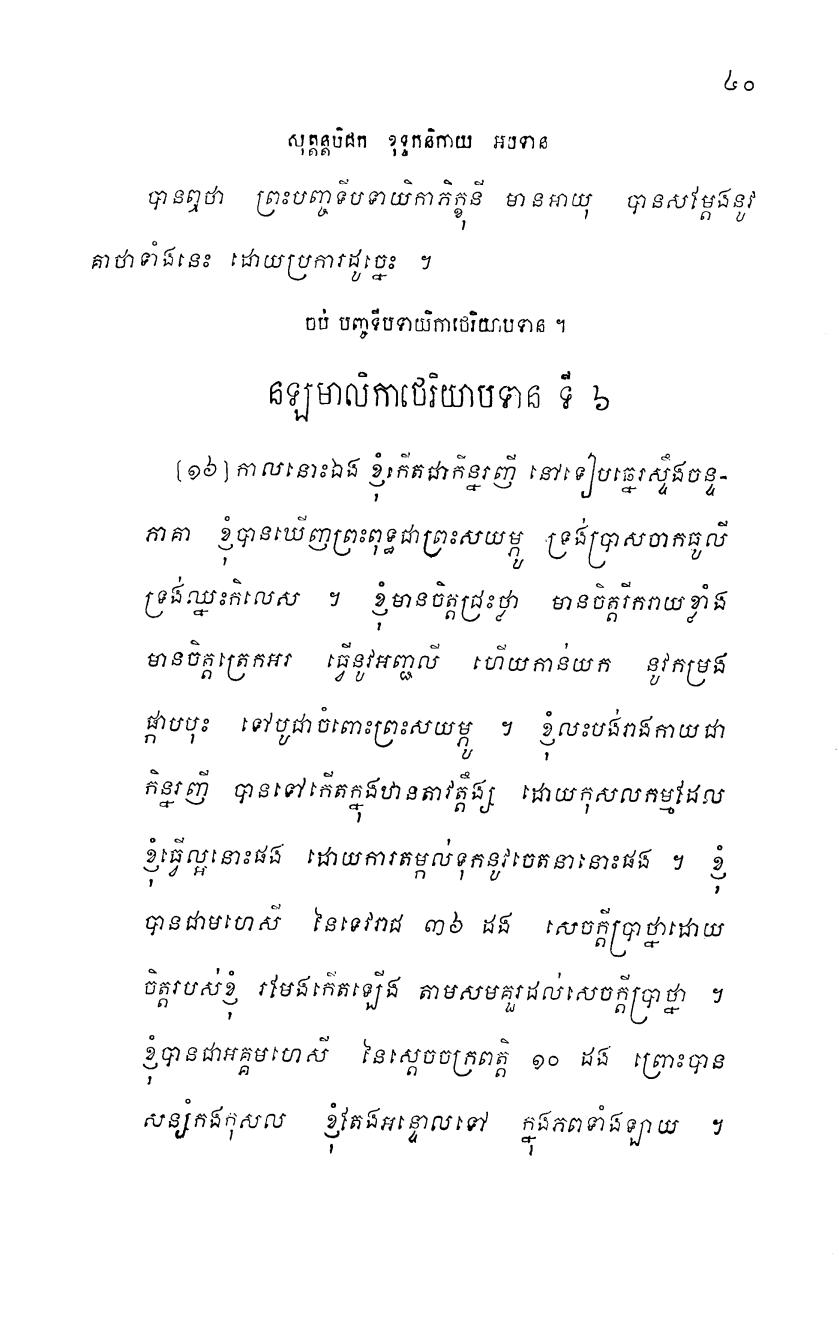 ៤០
សុត្តន្តបិដក ខុទ្ទកនិកាយ អបទាន
បានឮថា ព្រះបញ្ចទីបទាយិកាភិក្ខុនី មានអាយុ បានសម្ដែងនូវ
គាថាទាំងនេះ ដោយប្រការដូច្នេះ ។
ចប់ បញ្ចទីបទាយិកាថេរិយាបទាន ។
នឡមាលិកាថេរិយាបទាន ទី ៦
(១៦) កាលនោះឯង ខ្ញុំកើតជាកិន្នរញី នៅទៀបឆ្នេរស្ទឹងចន្ទ-
ភាគា ខ្ញុំបានឃើញព្រះពុទ្ធជាព្រះសយម្ភូ ទ្រង់ប្រាសចាកធូលី
ទ្រង់ឈ្នះកិលេស ។ ខ្ញុំមានចិត្តជ្រះថ្លា មានចិត្តរីករាយខ្លាំង
មានចិត្តត្រេកអរ ធ្វើនូវអញ្ជលី ហើយកាន់យក នូវកម្រង
ផ្កាបបុះ ទៅបូជាចំពោះព្រះសយម្ភូ ។ ខ្ញុំលះបង់រាងកាយជា
កិន្នរញី បានទៅកើតក្នុងឋានតាវត្តឹង្ស ដោយកុសលកម្មដែល
ខ្ញុំធ្វើល្អនោះផង ដោយការតម្កល់ទុកនូវចេតនានោះផង ។ ខ្ញុំ
បានជាមហេសី នៃទេវរាជ ៣៦ ដង សេចក្ដីប្រាថ្នាដោយ
ចិត្តរបស់ខ្ញុំ រមែងកើតឡើង តាមសមគួរដល់សេចក្ដីប្រាថ្នា ។
ខ្ញុំបានជាអគ្គមហេសី នៃស្ដេចចក្រពត្តិ ១០ ដង ព្រោះបាន
សន្សំកងកុសល ខ្ញុំតែងអន្ទោលទៅ ក្នុងភពទាំងឡាយ ។